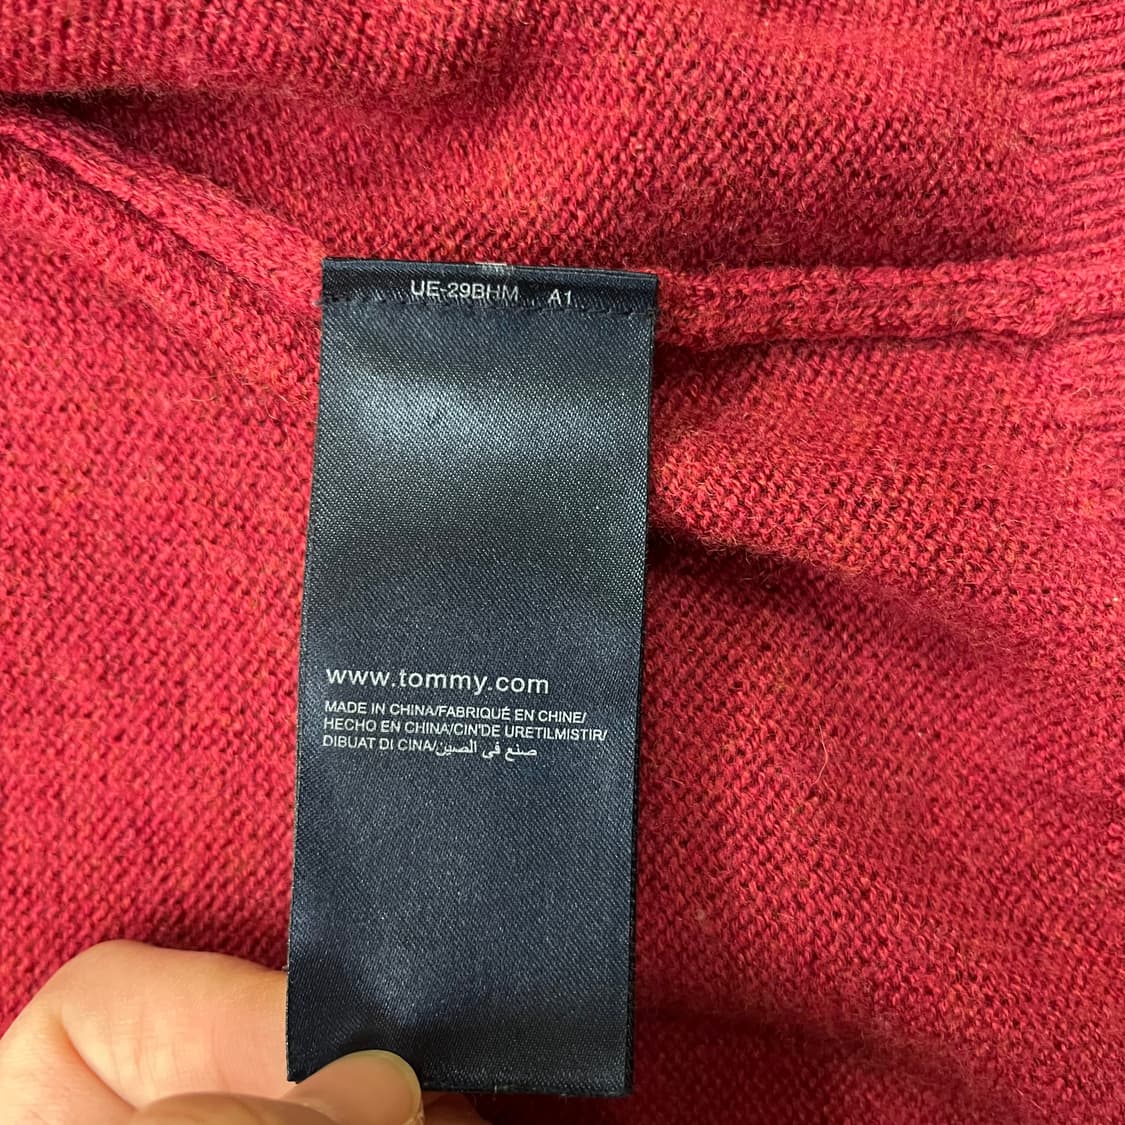 UE-29BHM A1
www.tommy.com
MADE IN CHINA/FABRIQUÉ EN CHINE/
HECHO EN CHINA/CIN'DE URETILMISTIR/
DIBUAT DI CINA/صنع في الصين